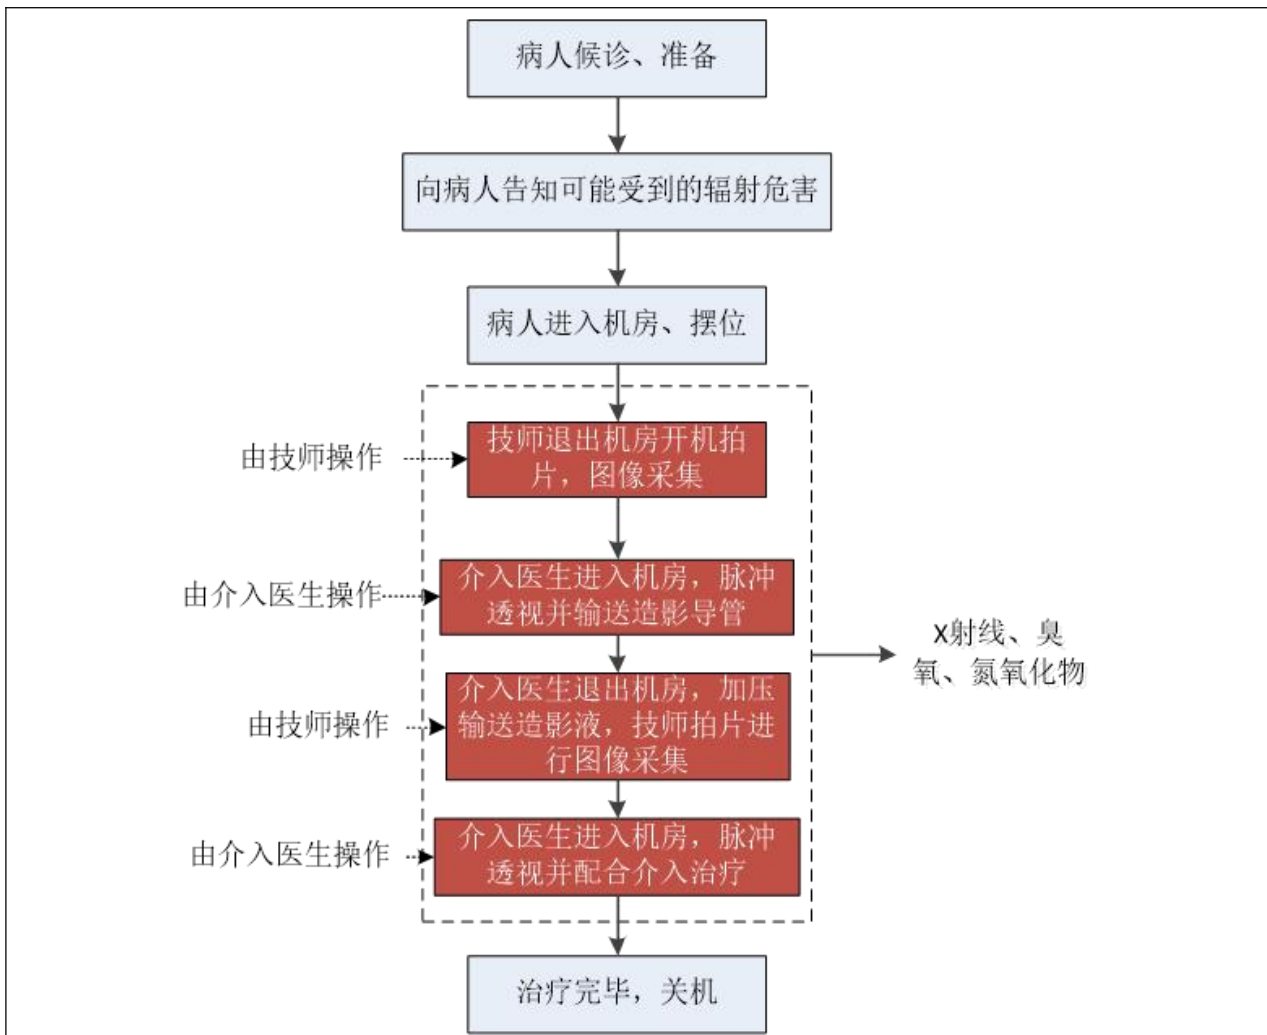 病人候诊、准备
向病人告知可能受到的辐射危害
病人进入机房、摆位
由技师操作
技师退出机房开机拍
片，图像采集
由介入医生操作
介入医生进入机房，脉冲
透视并输送造影导管
X射线、臭
氧、氮氧化物
由技师操作
介入医生退出机房，加压
输送造影液，技师拍片进
行图像采集
由介入医生操作
介入医生进入机房，脉冲
透视并配合介入治疗
治疗完毕，关机